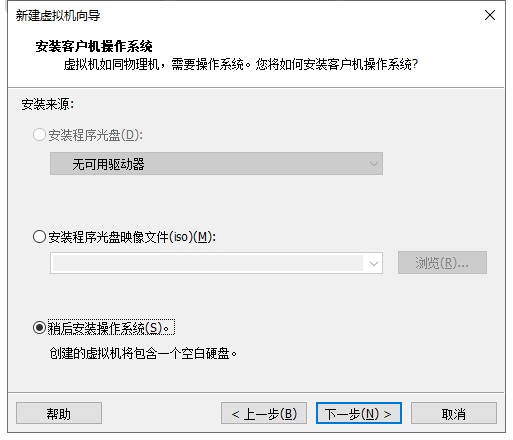 新建虚拟机向导
安装客户机操作系统
虚拟机如同物理机，需要操作系统。您将如何安装客户机操作系统?
安装来源:
安装程序光盘(D):
无可用驱动器
安装程序光盘映像文件(iso)(M):
浏览(R)...
稍后安装操作系统(S)。
创建的虚拟机将包含一个空白硬盘。
帮助
< 上一步(B)
下一步(N) >
取消